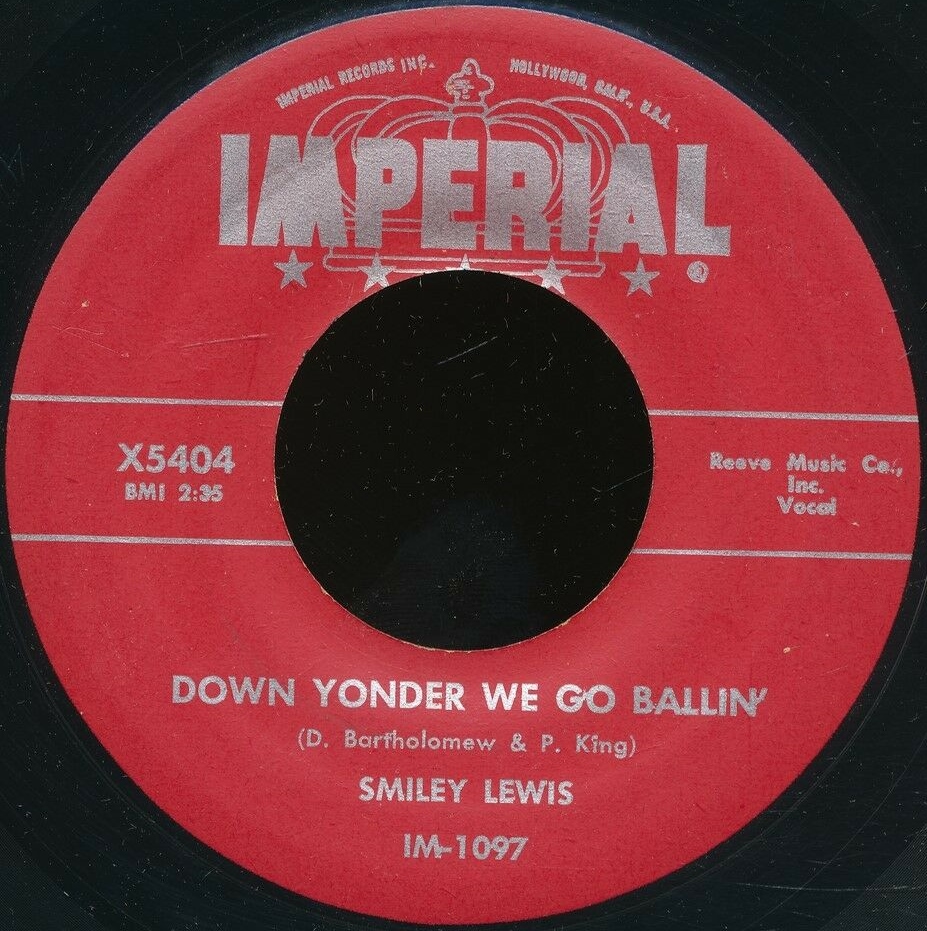 IMPERIAL RECORDS INC. HOLLYWOOD, CALIF., U.S.A.
IMPERIAL
X5404
BMI 2:35
Reeve Music Co.,
Inc.
Vocal
DOWN YONDER WE GO BALLIN'
(D. Bartholomew & P. King)
SMILEY LEWIS
IM-1097